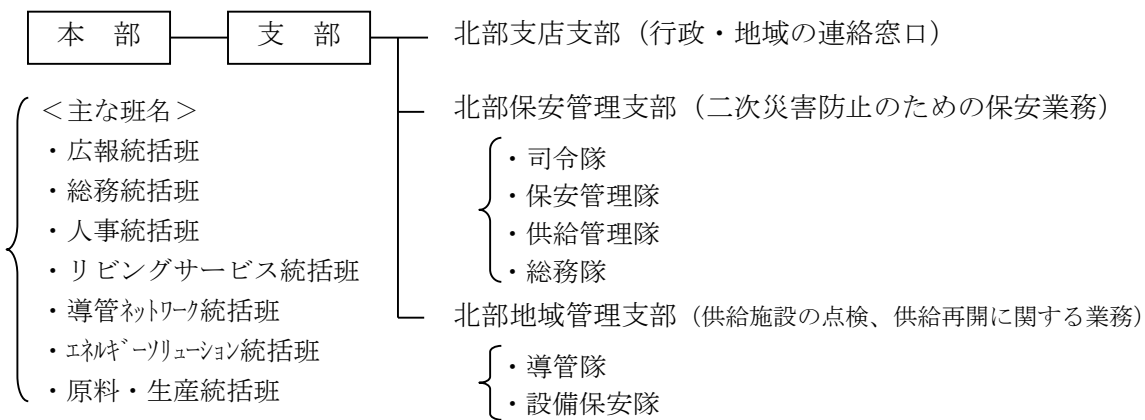 本　部
支　部
北部支店支部（行政・地域の連絡窓口）
＜主な班名＞
・広報統括班
・総務統括班
・人事統括班
・リビングサービス統括班
・導管ﾈｯﾄﾜｰｸ統括班
・ｴﾈﾙｷﾞｰｿﾘｭｰｼｮﾝ統括班
・原料・生産統括班
北部保安管理支部（二次災害防止のための保安業務）
・司令隊
・保安管理隊
・供給管理隊
・総務隊
北部地域管理支部（供給施設の点検、供給再開に関する業務）
・導管隊
・設備保安隊